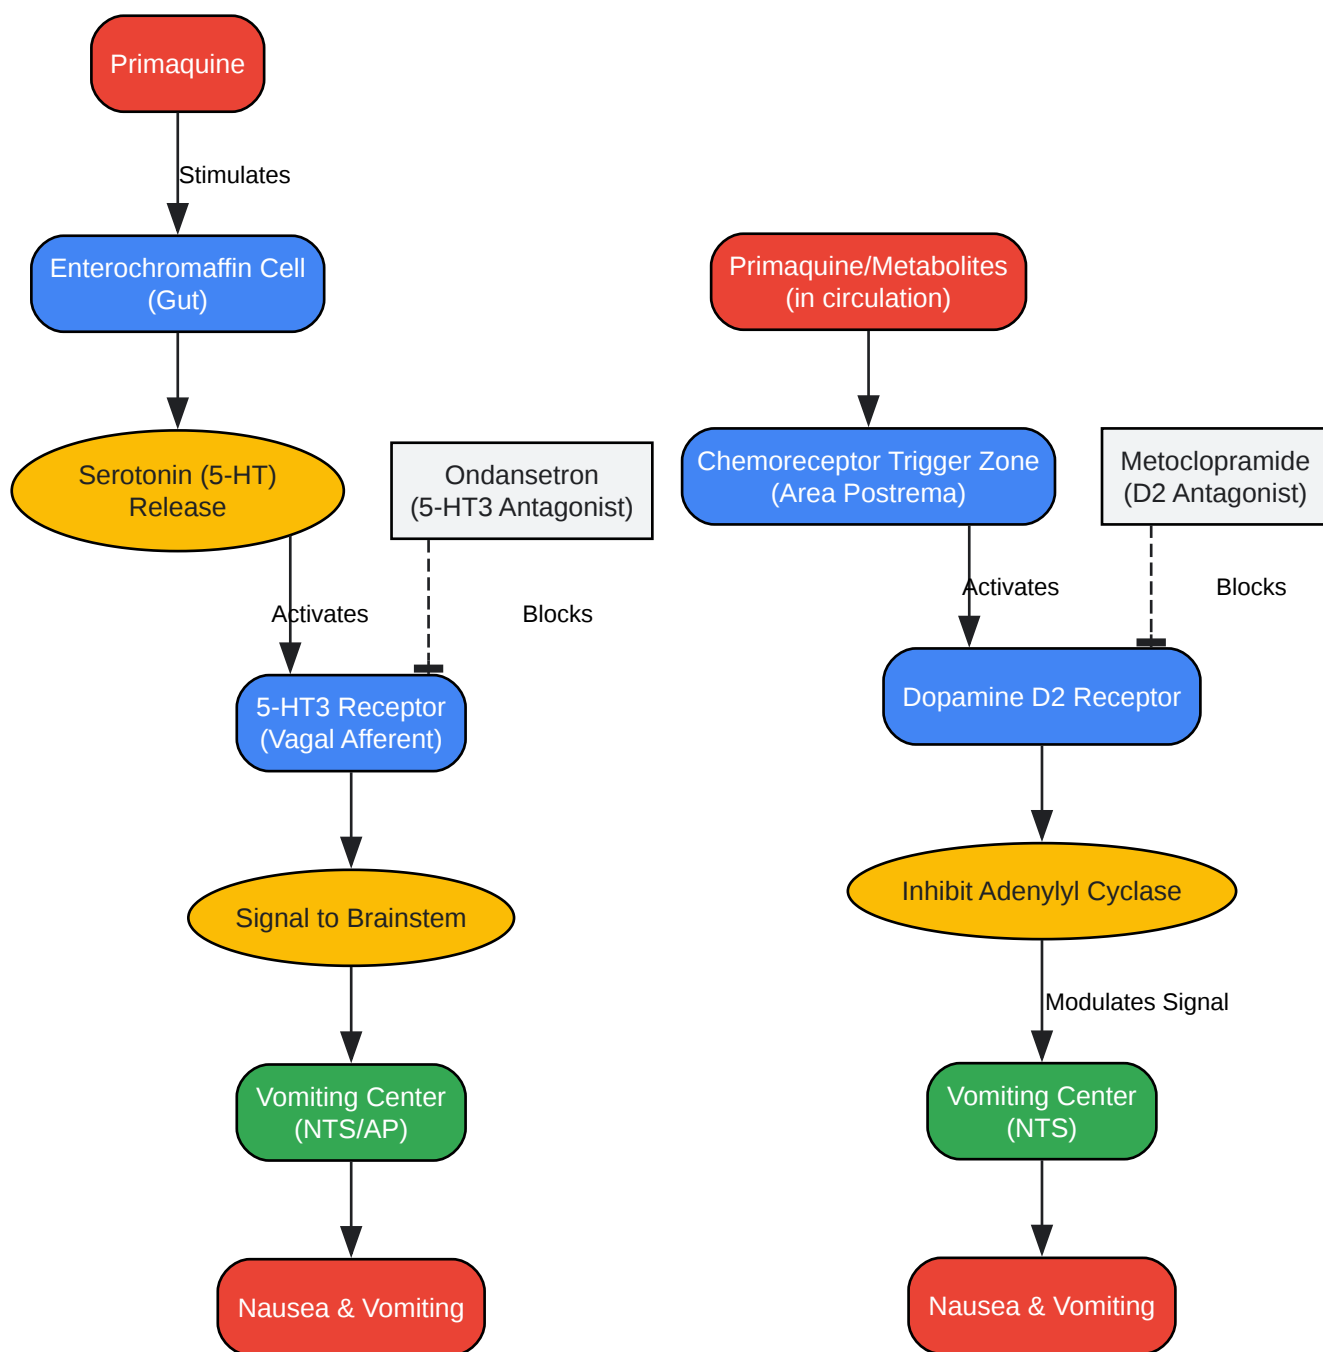 Primaquine
Stimulates
Enterochromaffin Cell
(Gut)
Serotonin (5-HT)
Release
Ondansetron
(5-HT3 Antagonist)
Activates
Blocks
5-HT3 Receptor
(Vagal Afferent)
Signal to Brainstem
Vomiting Center
(NTS/AP)
Nausea & Vomiting
Primaquine/Metabolites
(in circulation)
Chemoreceptor Trigger Zone
(Area Postrema)
Metoclopramide
(D2 Antagonist)
Activates
Blocks
Dopamine D2 Receptor
Inhibit Adenylyl Cyclase
Modulates Signal
Vomiting Center
(NTS)
Nausea & Vomiting